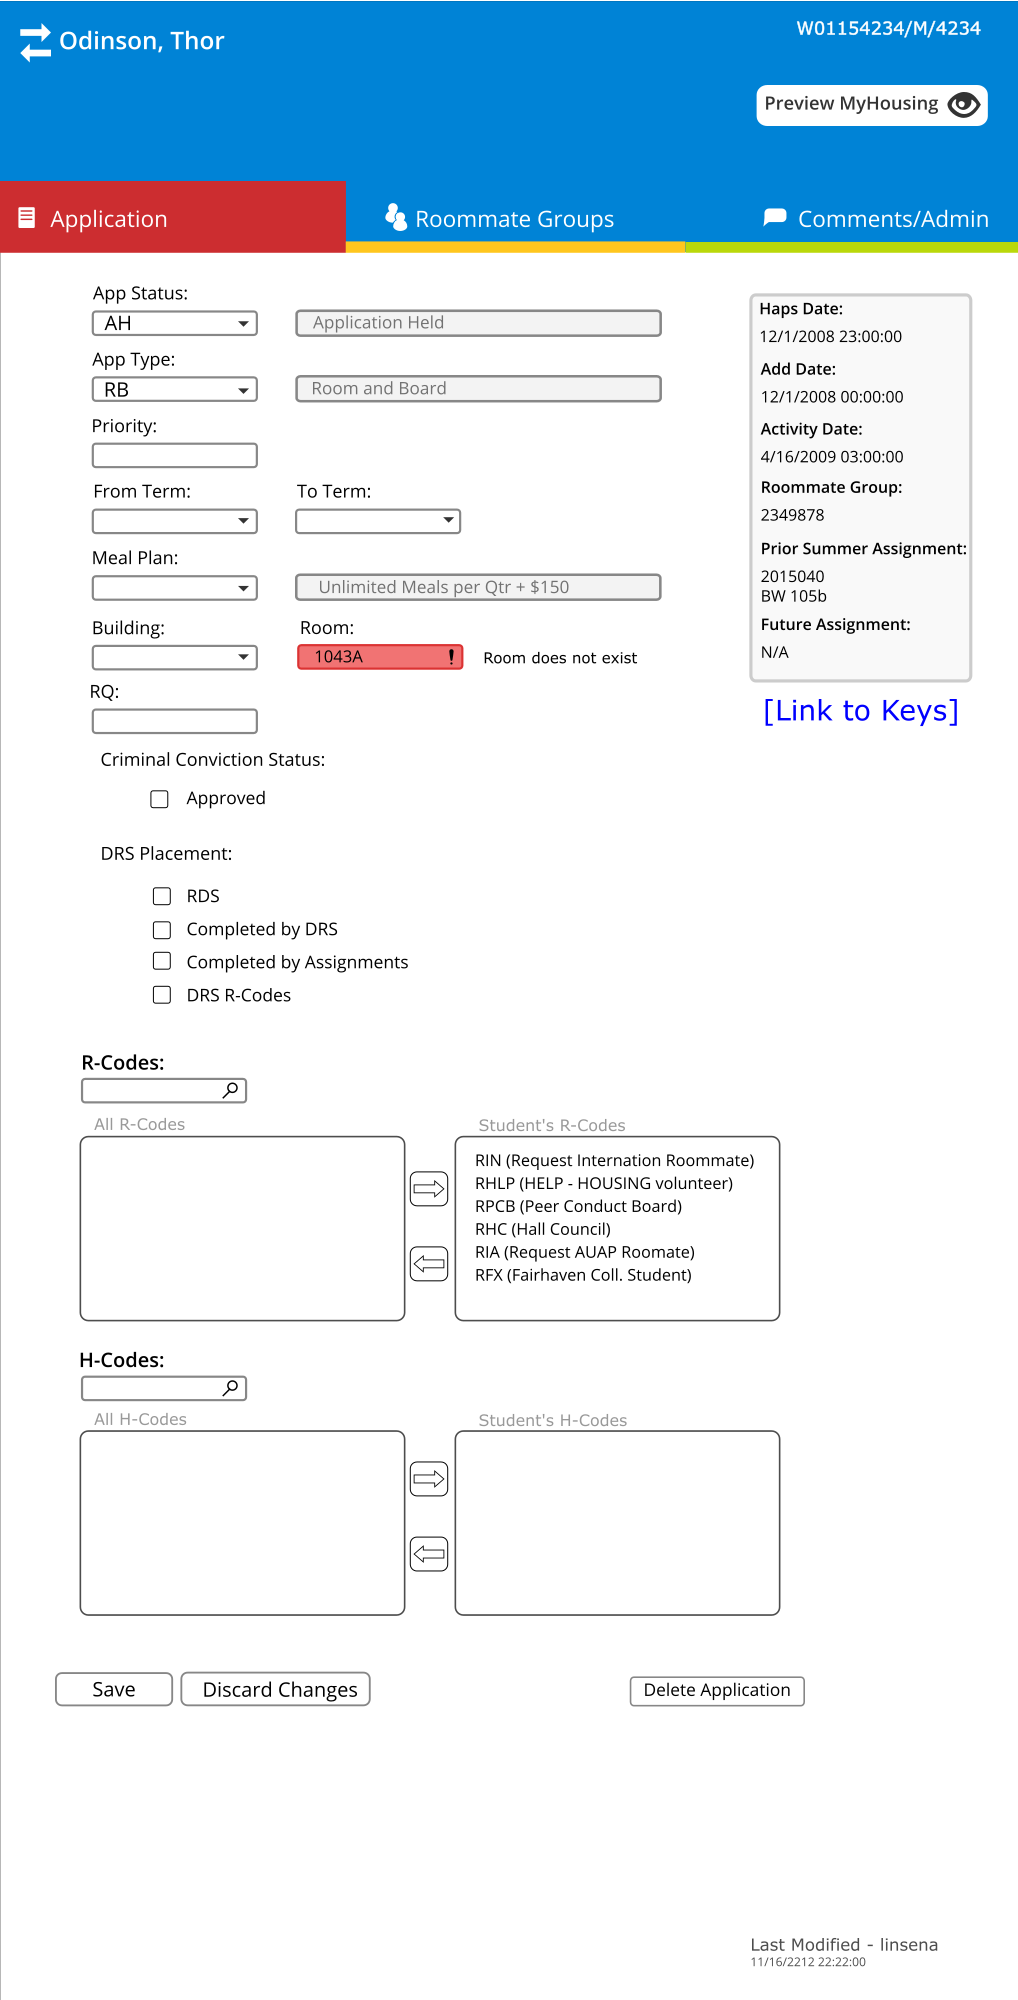 Odinson, Thor
W01154234/M/4234
Preview MyHousing
Application
Roommate Groups
Comments/Admin
App Status:
AH
Application Held
App Type:
RB
Room and Board
Priority:
From Term:
To Term:
Meal Plan:
Unlimited Meals per Qtr + $150
Building:
Room:
1043A
!
Room does not exist
RQ:
Haps Date:
12/1/2008 23:00:00
Add Date:
12/1/2008 00:00:00
Activity Date:
4/16/2009 03:00:00
Roommate Group:
2349878
Prior Summer Assignment:
2015040
BW 105b
Future Assignment:
N/A
[Link to Keys]
Criminal Conviction Status:
Approved
DRS Placement:
RDS
Completed by DRS
Completed by Assignments
DRS R-Codes
R-Codes:
All R-Codes
Student's R-Codes
RIN (Request Internation Roommate)
RHLP (HELP - HOUSING volunteer)
RPCB (Peer Conduct Board)
RHC (Hall Council)
RIA (Request AUAP Roomate)
RFX (Fairhaven Coll. Student)
H-Codes:
All H-Codes
Student's H-Codes
Save
Discard Changes
Delete Application
Last Modified - linsena
11/16/2212 22:22:00